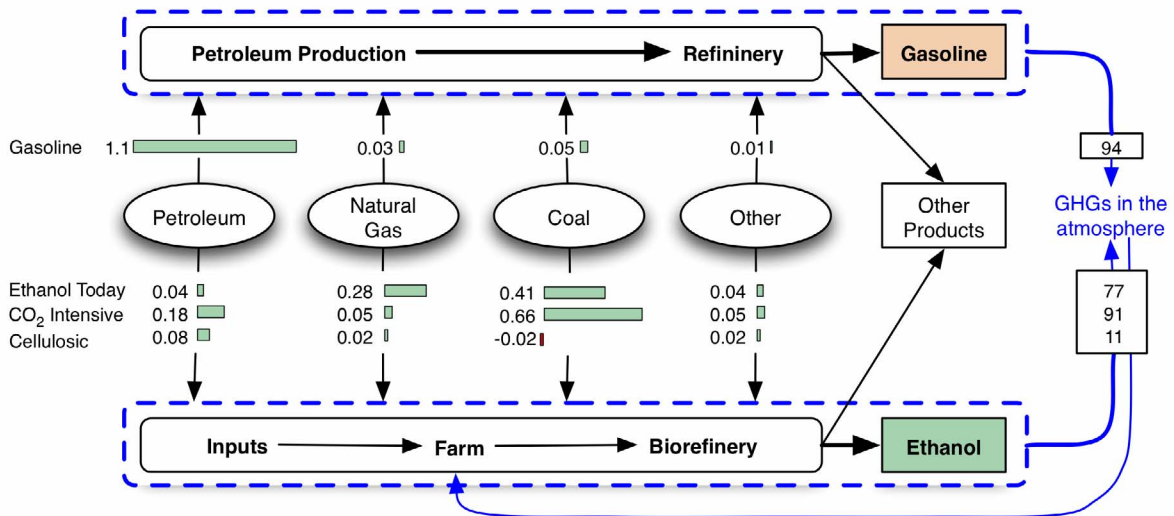 Petroleum Production
Refininery
Gasoline
Gasoline 1.1 0.03 0.05 0.01
94
Petroleum
Natural
Gas
Coal
Other
Other
Products
GHGs in the
atmosphere
Ethanol Today 0.04 0.28 0.41 0.04 77
CO2 Intensive 0.18 0.05 0.66 0.05 91
Cellulosic 0.08 0.02 -0.02 0.02 11
Inputs
Farm
Biorefinery
Ethanol